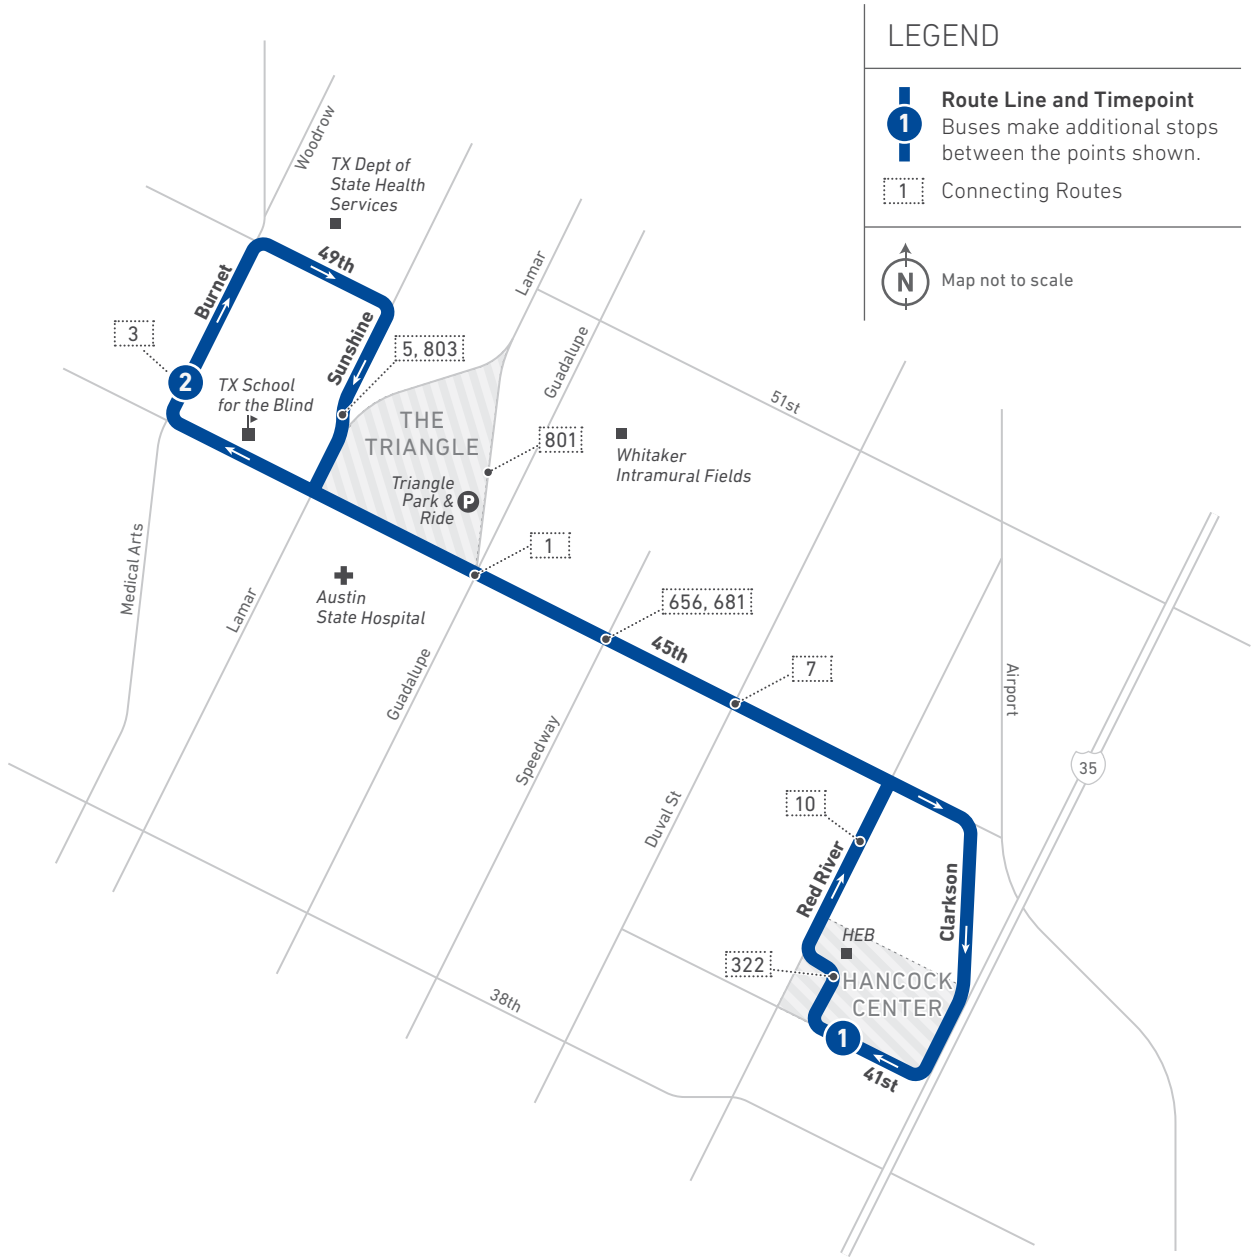 LEGEND
1
Route Line and Timepoint
Buses make additional stops
between the points shown.
1
Connecting Routes
N
Map not to scale
Woodrow
TX Dept of
State Health
Services
49th
Burnet
Sunshine
Lamar
3
5, 803
2
TX School
for the Blind
Guadalupe
51st
THE
TRIANGLE
801
Whitaker
Intramural Fields
Triangle
Park &
Ride
P
1
Medical Arts
Lamar
Austin
State Hospital
656, 681
45th
7
Guadalupe
Airport
Speedway
35
Duval St
10
Red River
Clarkson
HEB
322
HANCOCK
CENTER
38th
1
41st